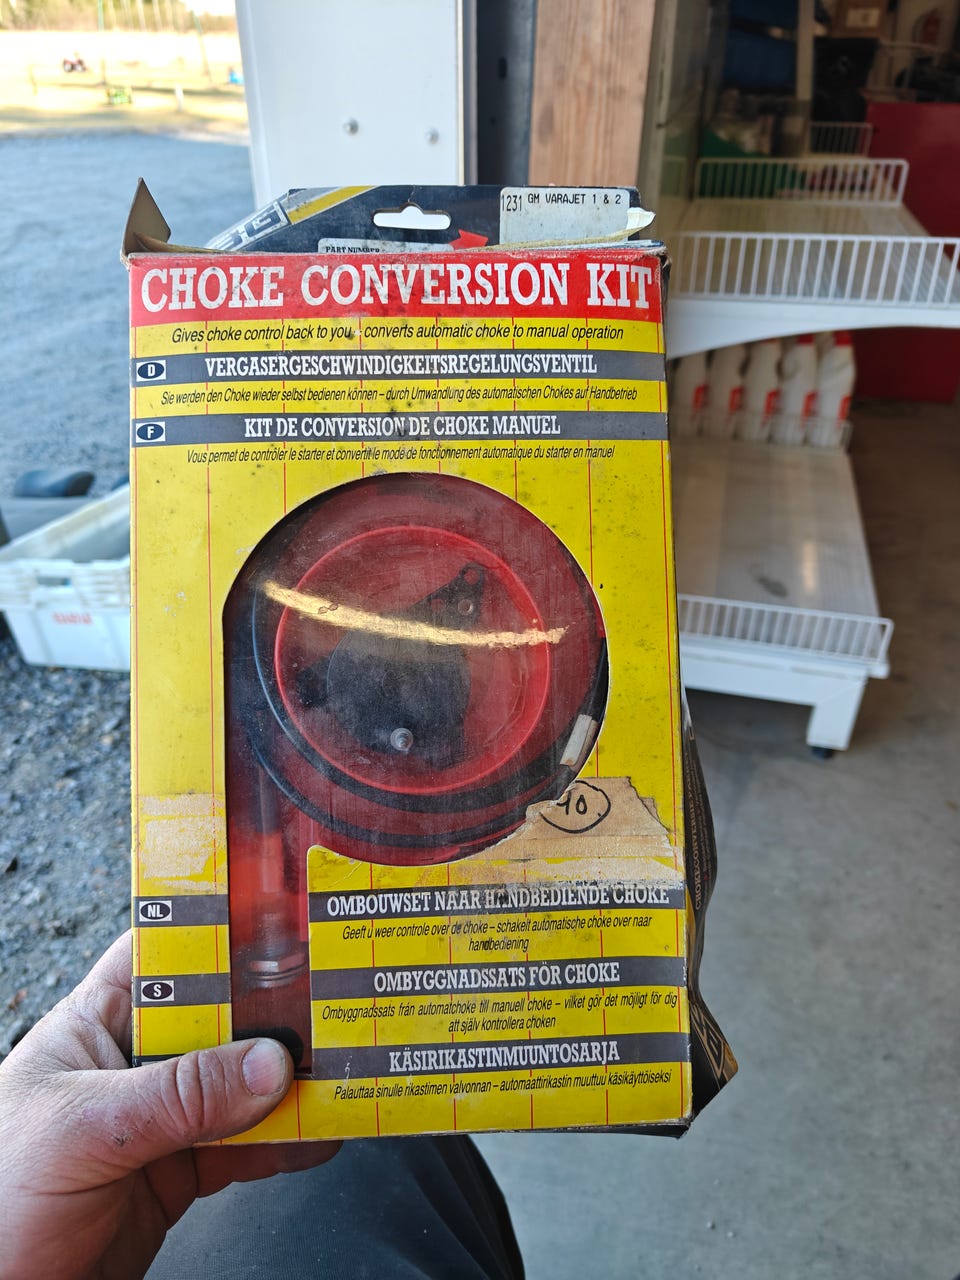 1231 GM VARAJET 1 & 2
PART NUMBER
CHOKE CONVERSION KIT
Gives choke control back to you - converts automatic choke to manual operation
D VERGASERGESCHWINDIGKEITSREGELUNGSVENTIL
Sie werden den Choke wieder selbst bedienen können – durch Umwandlung des automatischen Chokes auf Handbetrieb
F KIT DE CONVERSION DE CHOKE MANUEL
Vous permet de contrôler le starter et convertit le mode de fonctionnement automatique du starter en manuel
40
NL OMBOUWSET NAAR HANDBEDIENDE CHOKE
Geeft u weer controle over de choke – schakelt automatische choke over naar
handbediening
S OMBYGGNADSSATS FÖR CHOKE
Ombyggnadssats från automatchoke till manuell choke – vilket gör det möjligt för dig
att själv kontrollera choken
KÄSIRIKASTINMUUNTOSARJA
Palauttaa sinulle rikastimen valvonnan – automaattirikastin muuttuu käsikäyttöiseksi